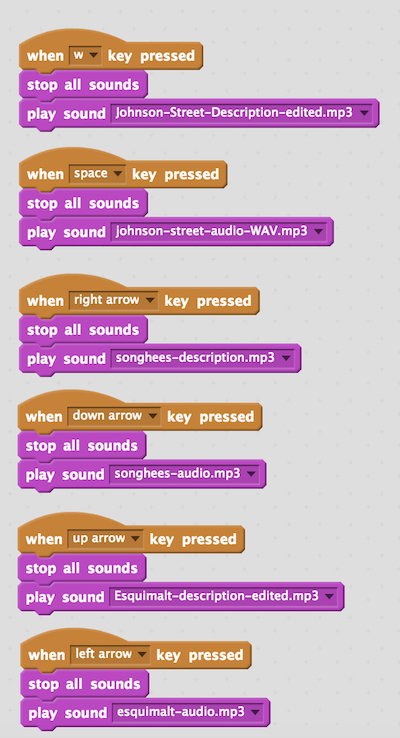 when w key pressed
stop all sounds
play sound Johnson-Street-Description-edited.mp3
when space key pressed
stop all sounds
play sound johnson-street-audio-WAV.mp3
when right arrow key pressed
stop all sounds
play sound songhees-description.mp3
when down arrow key pressed
stop all sounds
play sound songhees-audio.mp3
when up arrow key pressed
stop all sounds
play sound Esquimalt-description-edited.mp3
when left arrow key pressed
stop all sounds
play sound esquimalt-audio.mp3